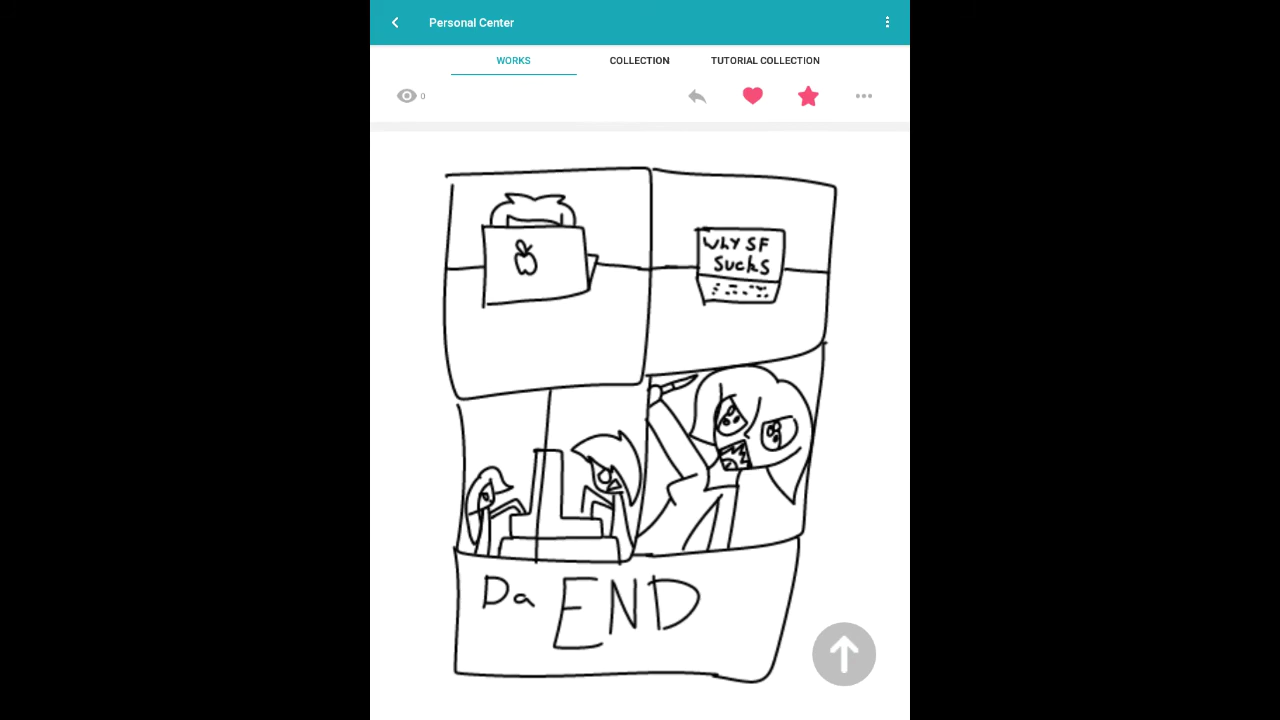 Personal Center
WORKS COLLECTION TUTORIAL COLLECTION
0
WhY SF
Sucks
Da END